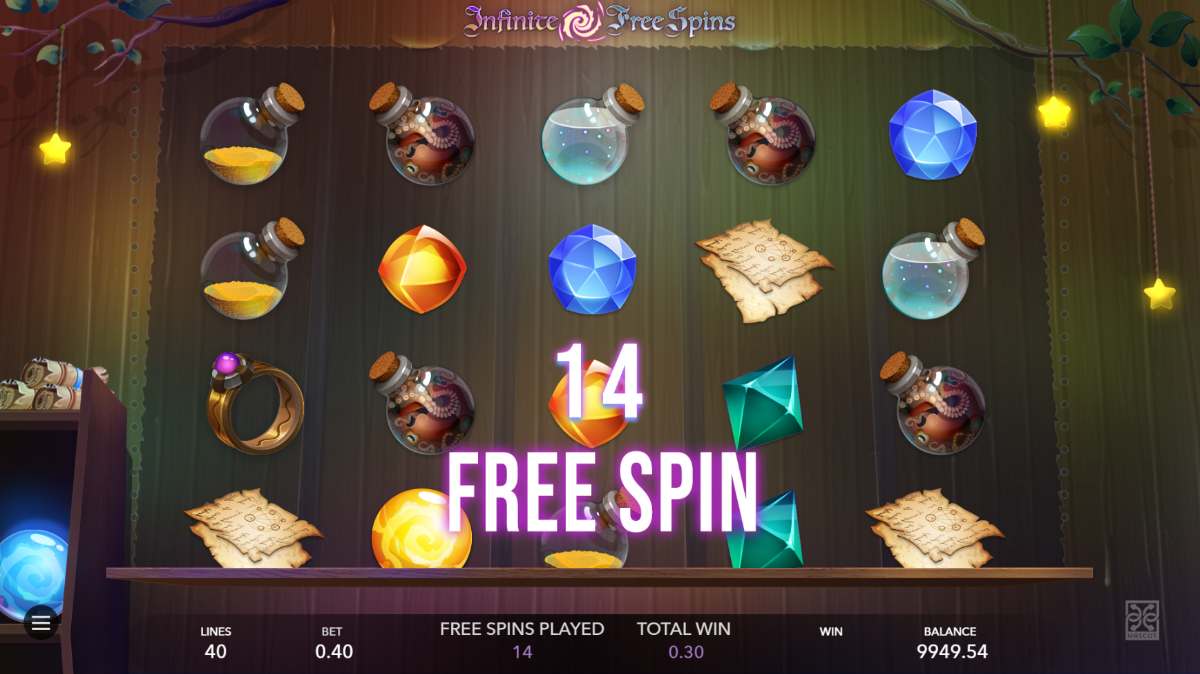 Infinite Free Spins
14
FREE SPIN
LINES
40
BET
0.40
FREE SPINS PLAYED
14
TOTAL WIN
0.30
WIN
BALANCE
9949.54
MASCOT